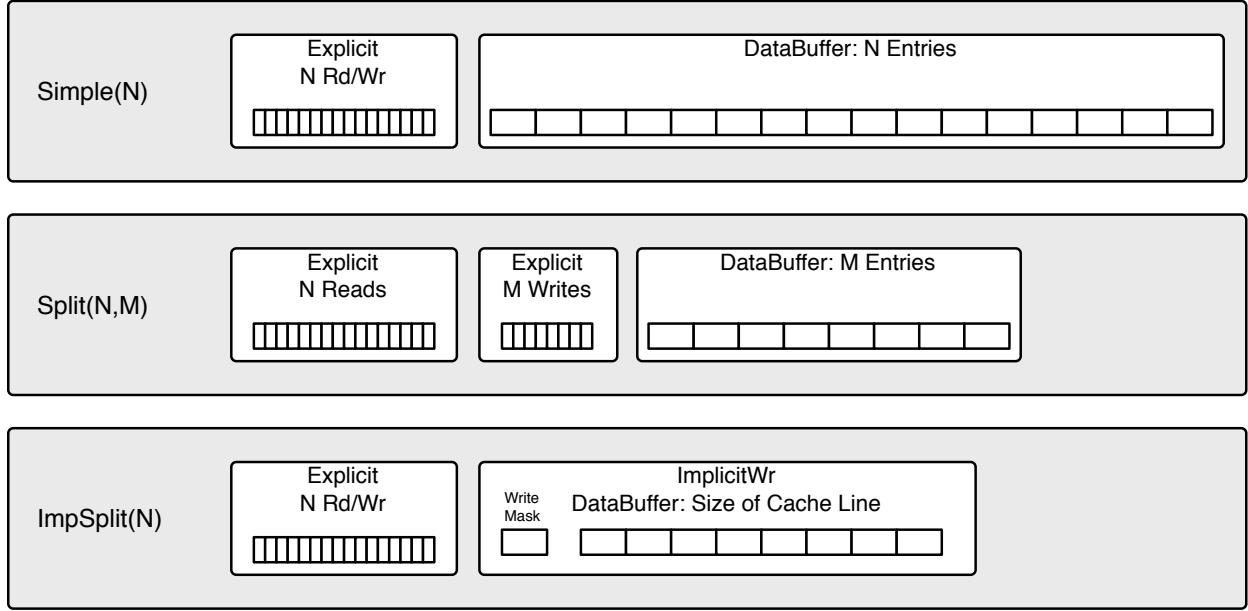 Simple(N)
Explicit
N Rd/Wr
DataBuffer: N Entries
Split(N,M)
Explicit
N Reads
Explicit
M Writes
DataBuffer: M Entries
ImpSplit(N)
Explicit
N Rd/Wr
ImplicitWr
Write
Mask
DataBuffer: Size of Cache Line